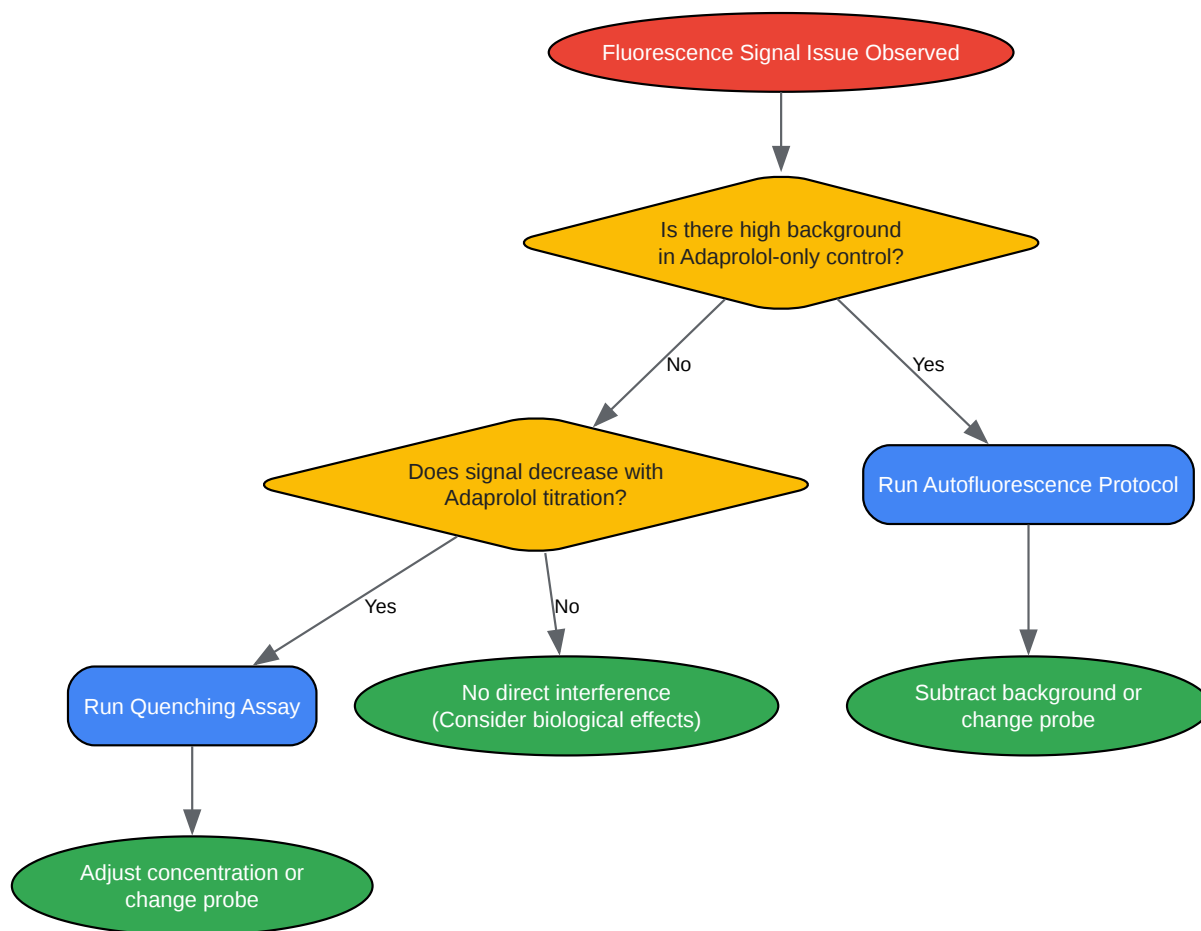 Fluorescence Signal Issue Observed
Is there high background
in Adaprolol-only control?
No
Yes
Does signal decrease with
Adaprolol titration?
Run Autofluorescence Protocol
Yes
No
Run Quenching Assay
No direct interference
(Consider biological effects)
Subtract background or
change probe
Adjust concentration or
change probe